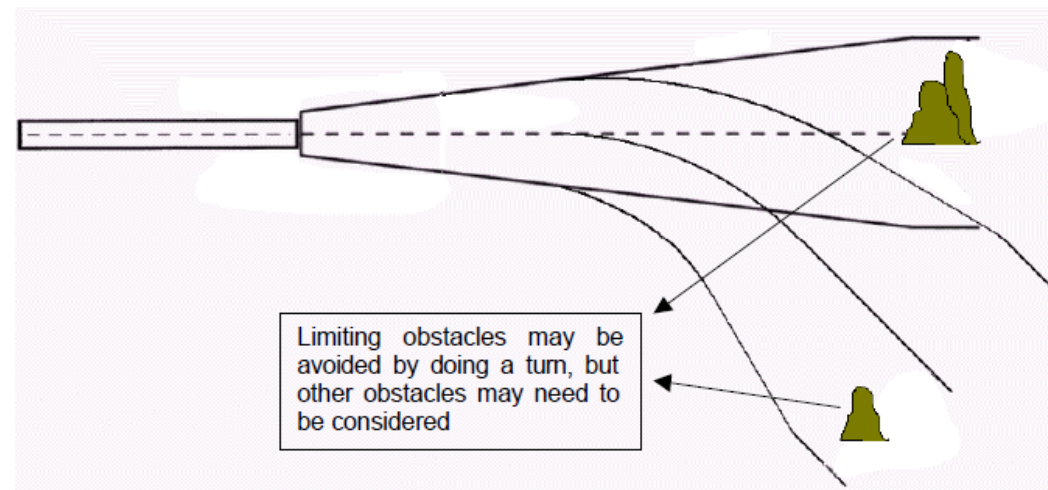 Limiting obstacles may be
avoided by doing a turn, but
other obstacles may need to
be considered